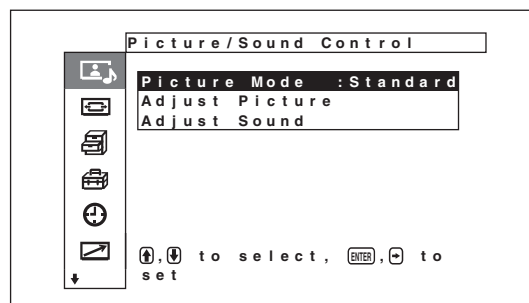 Picture/Sound Control
Picture Mode :Standard
Adjust Picture
Adjust Sound
↑,↓ to select, ENTER,→ to
set